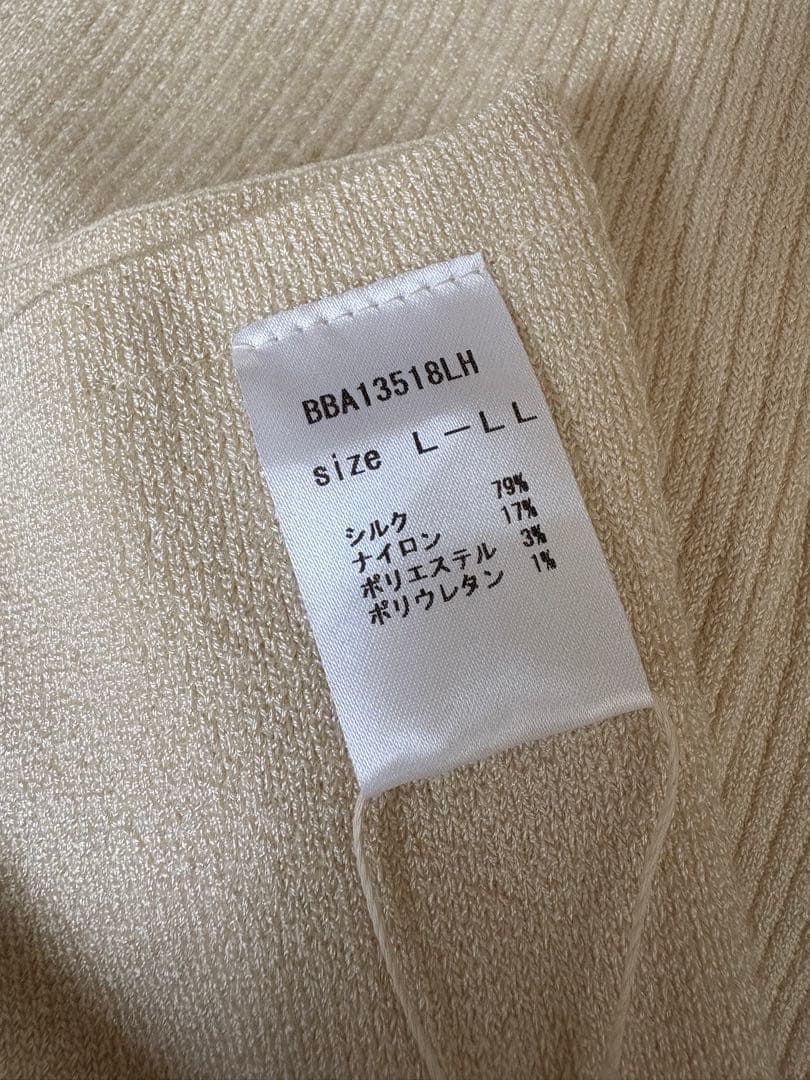 BBA13518LH
size L-LL
シルク 79%
ナイロン 17%
ポリエステル 3%
ポリウレタン 1%